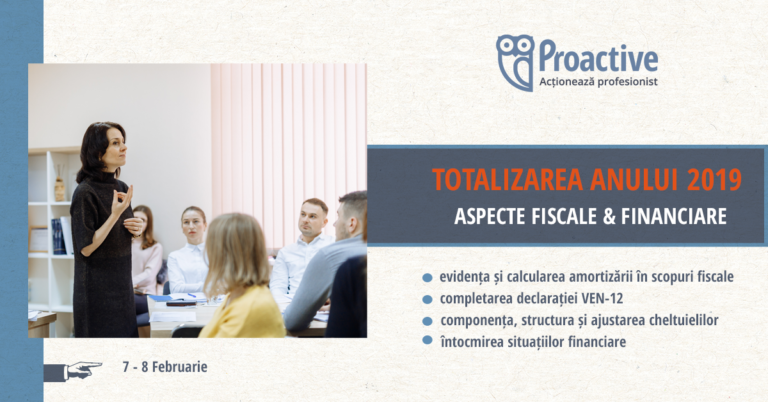 Proactive
Acționează profesionist
TOTALIZAREA ANULUI 2019
ASPECTE FISCALE & FINANCIARE
evidența și calcularea amortizării în scopuri fiscale
completarea declarației VEN-12
componența, structura și ajustarea cheltuielilor
întocmirea situațiilor financiare
7 - 8 Februarie